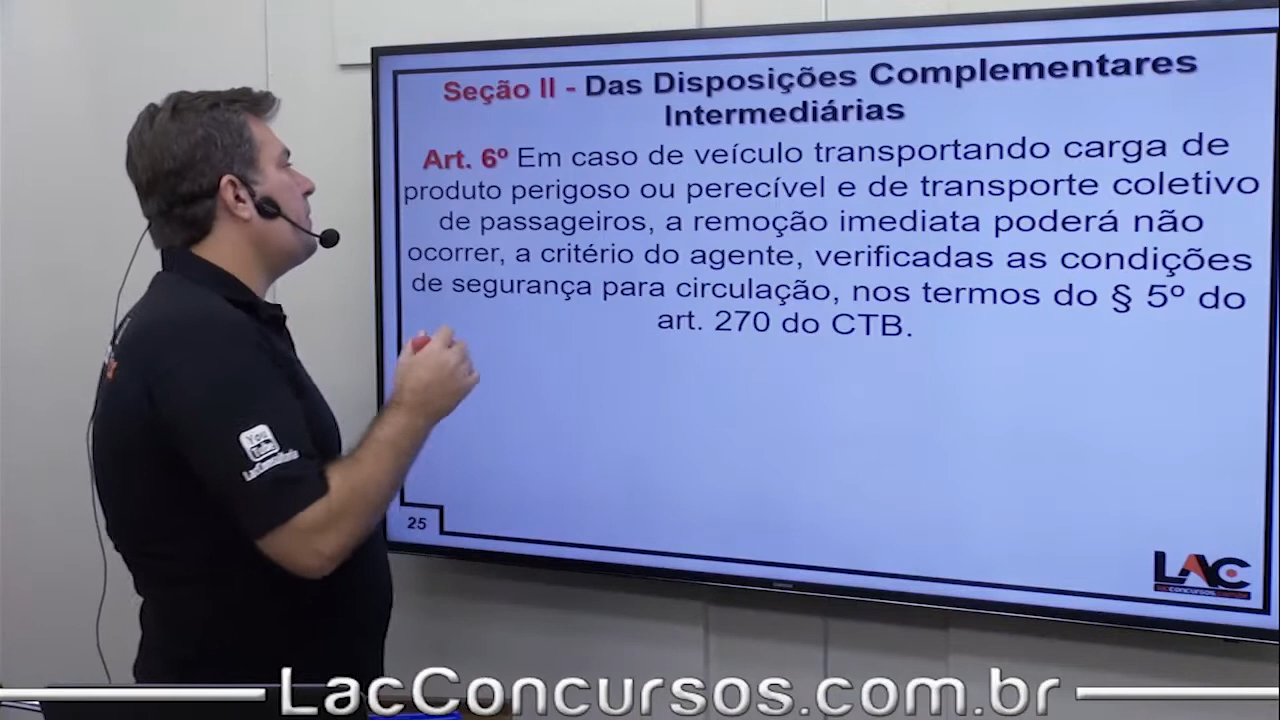 Seção II - Das Disposições Complementares
Intermediárias
Art. 6º Em caso de veículo transportando carga de
produto perigoso ou perecível e de transporte coletivo
de passageiros, a remoção imediata poderá não
ocorrer, a critério do agente, verificadas as condições
de segurança para circulação, nos termos do § 5º do
art. 270 do CTB.
25
LAC
You
Tube
LacConcursos.com.br